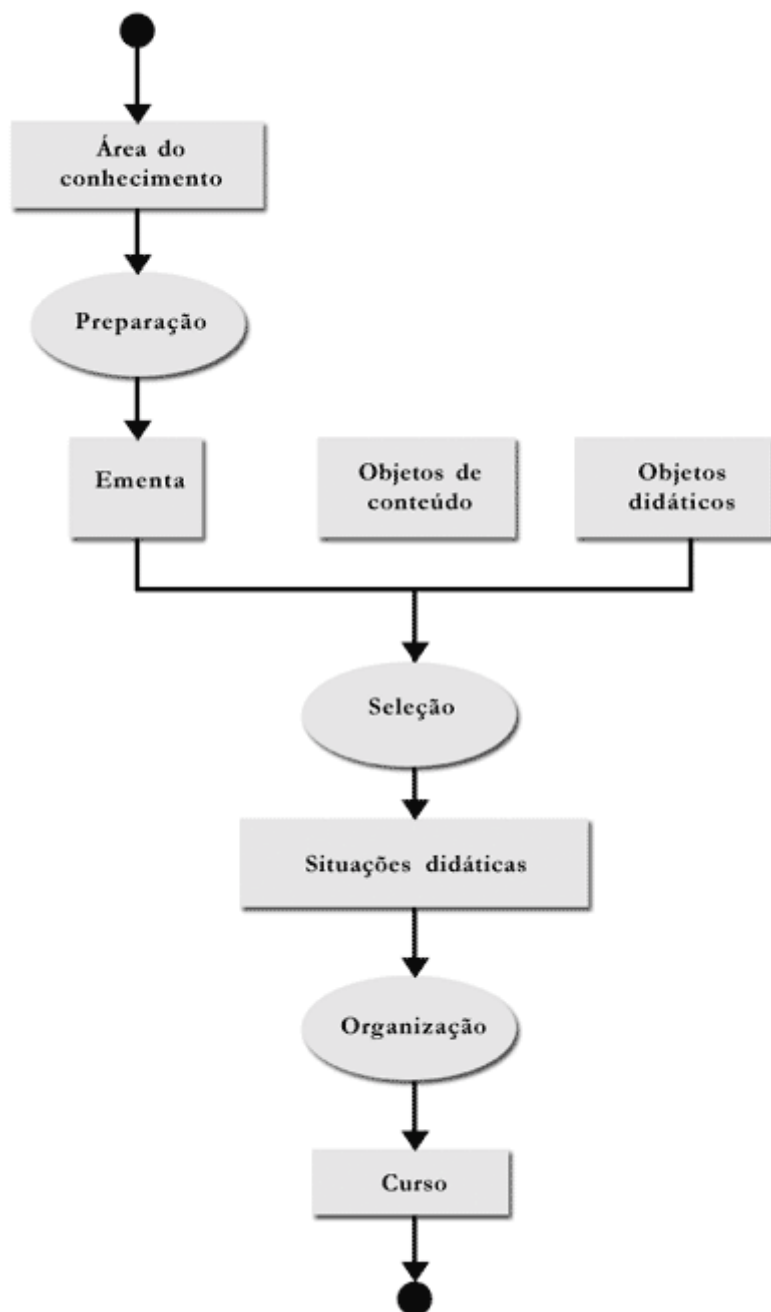 Área do
conhecimento
Preparação
Ementa
Objetos de
conteúdo
Objetos
didáticos
Seleção
Situações didáticas
Organização
Curso